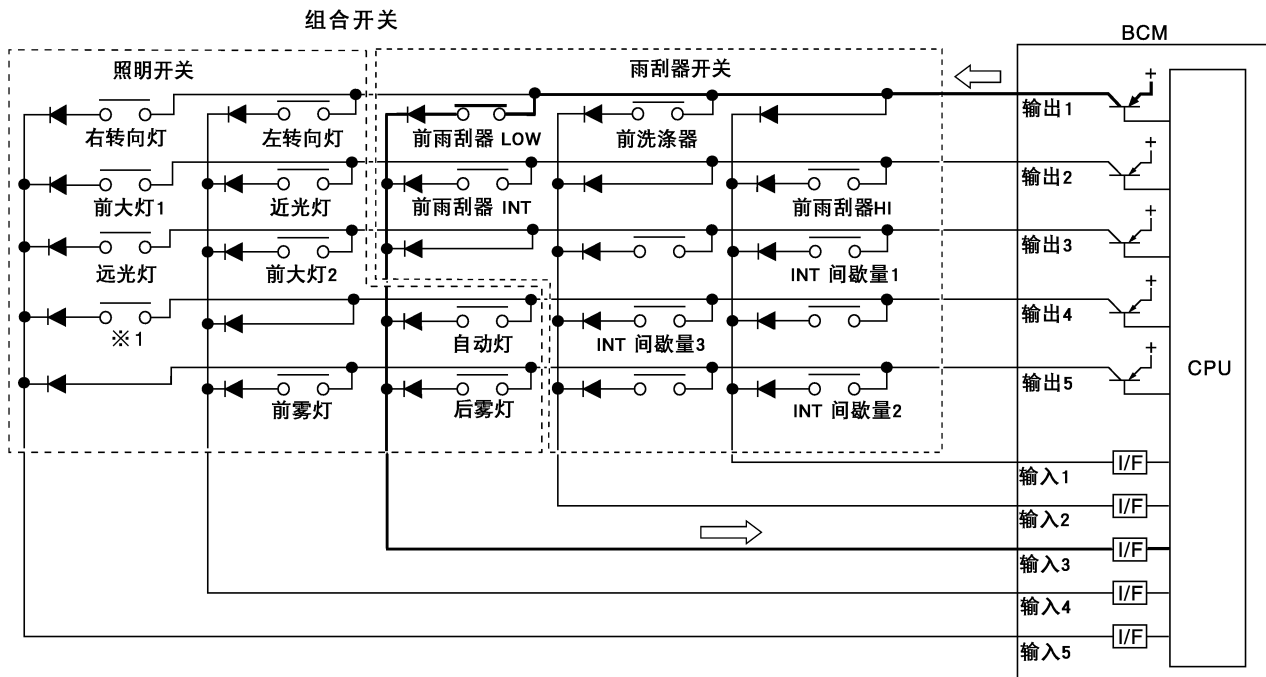 组合开关
BCM
照明开关
雨刮器开关
输出1
右转向灯
左转向灯
前雨刮器 LOW
前洗涤器
输出2
前大灯1
近光灯
前雨刮器 INT
前雨刮器HI
输出3
远光灯
前大灯2
INT 间歇量1
输出4
※1
自动灯
INT 间歇量3
CPU
输出5
前雾灯
后雾灯
INT 间歇量2
I/F
输入1
I/F
输入2
I/F
输入3
I/F
输入4
I/F
输入5